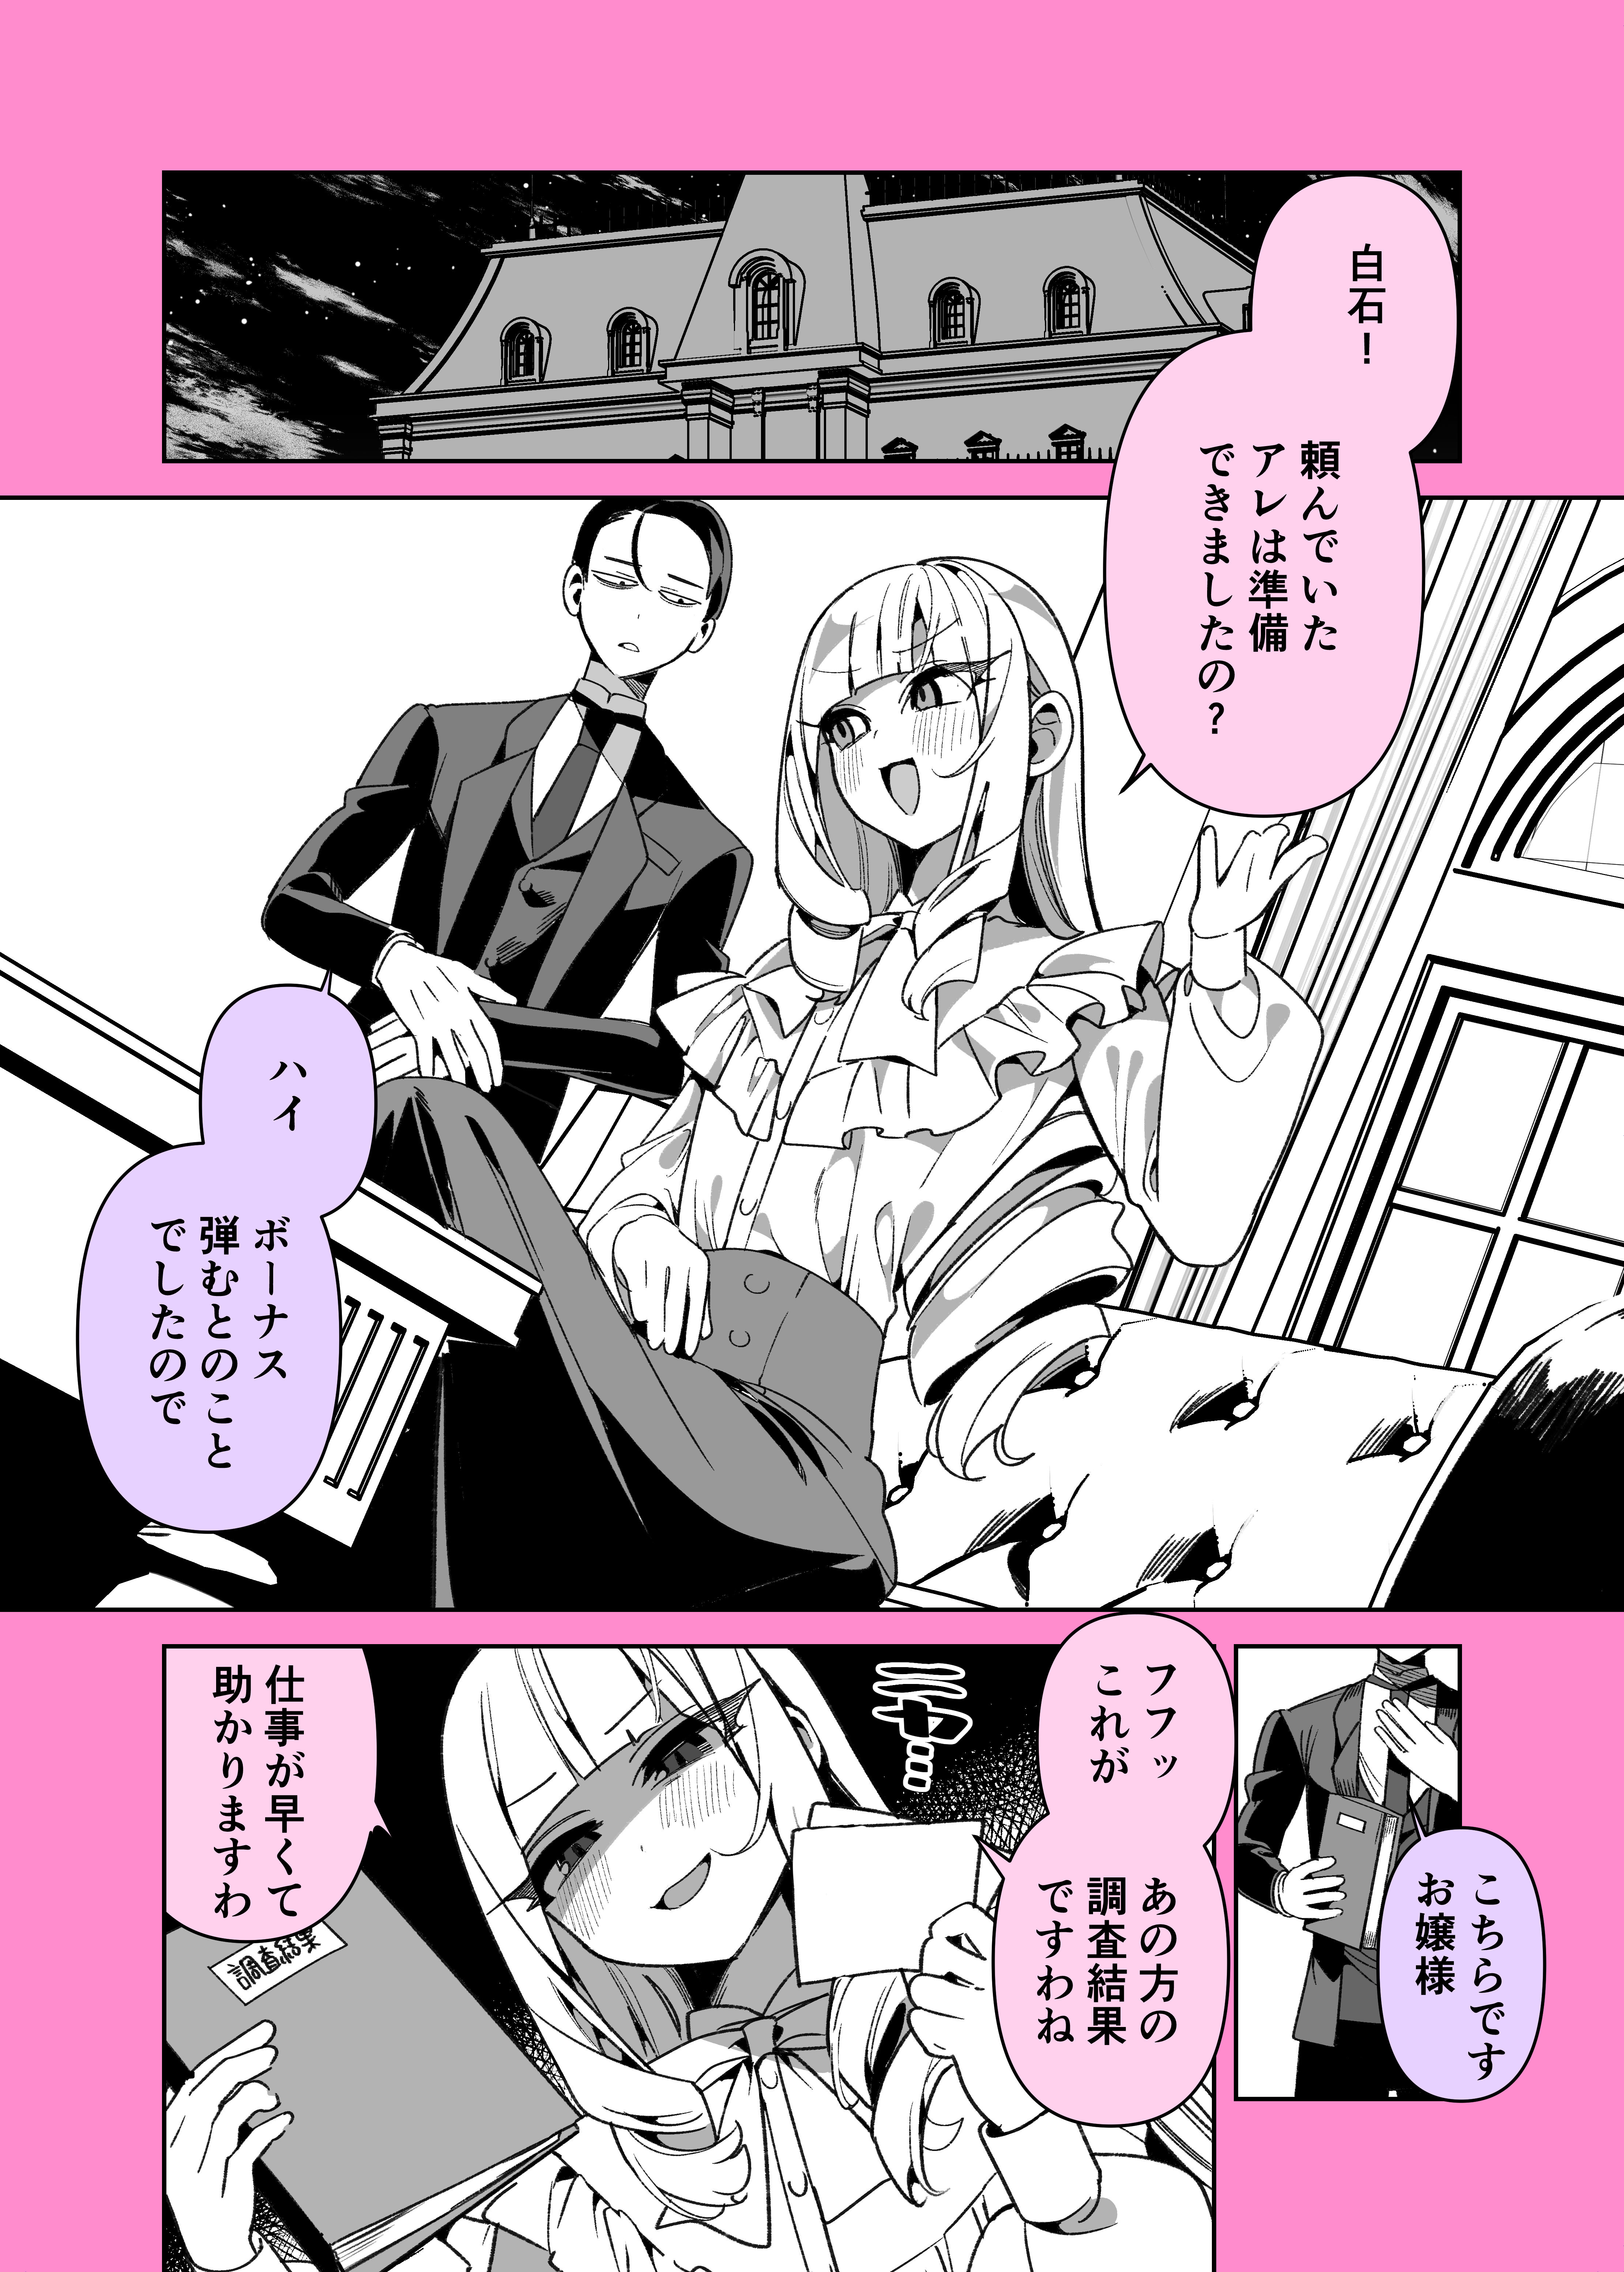 白石！
頼んでいた
アレは準備
できましたの？
ハイ
ボーナス
弾むとのこと
でしたので
こちらです
お嬢様
フフッ
これが
あの方の
調査結果
ですわね
ニヤ…
仕事が早くて
助かりますわ
調査結果